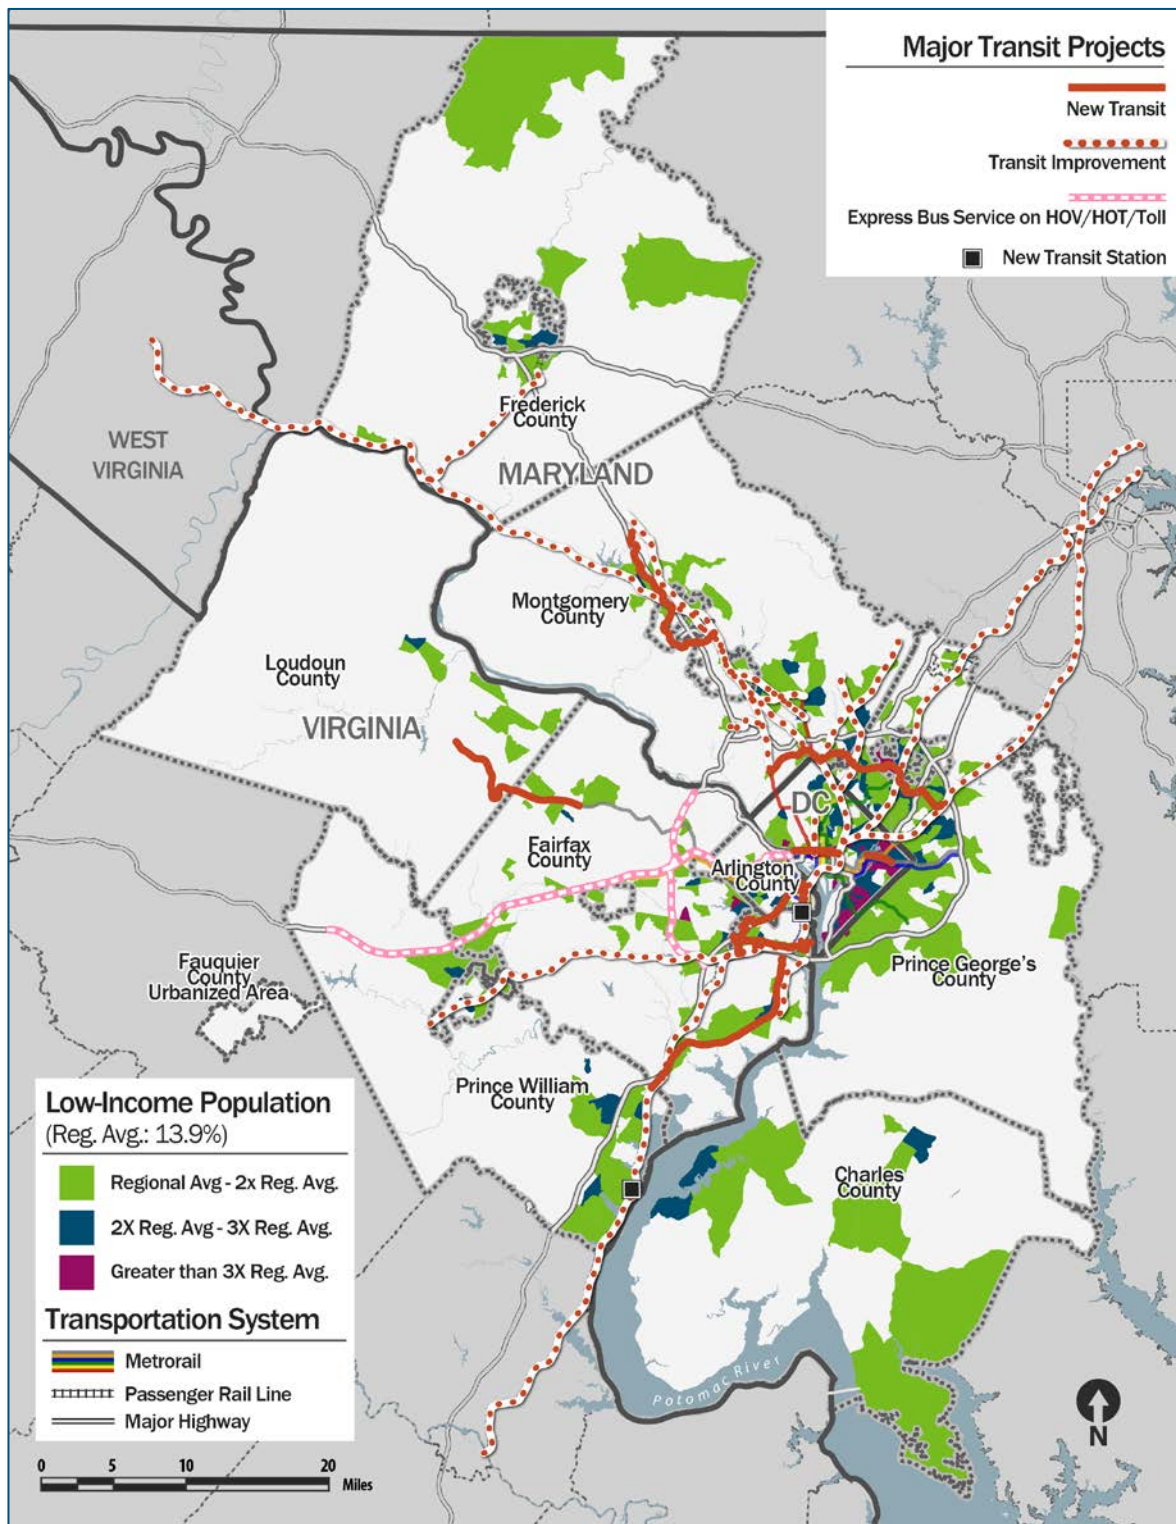 Major Transit Projects
New Transit
Transit Improvement
Express Bus Service on HOV/HOT/Toll
New Transit Station
Frederick
County
WEST
VIRGINIA
MARYLAND
Montgomery
County
Loudoun
County
VIRGINIA
DC
Fairfax
County
Arlington
County
Fauquier
County
Urbanized Area
Prince George's
County
Prince William
County
Charles
County
Potomac River
Low-Income Population
(Reg. Avg.: 13.9%)
Regional Avg - 2x Reg. Avg.
2X Reg. Avg - 3X Reg. Avg.
Greater than 3X Reg. Avg.
Transportation System
Metrorail
Passenger Rail Line
Major Highway
0 5 10 20
Miles
N